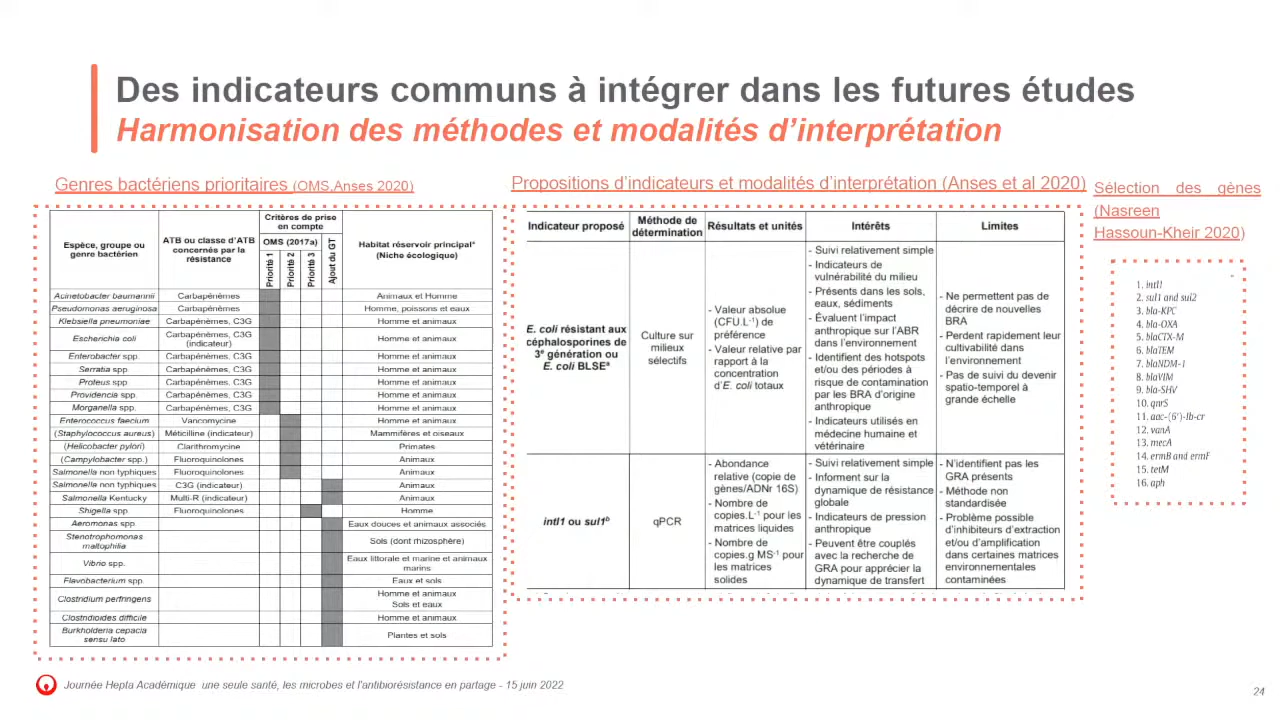 Des indicateurs communs à intégrer dans les futures études
Harmonisation des méthodes et modalités d'interprétation
Genres bactériens prioritaires (OMS,Anses 2020)
Espèce, groupe ou genre bactérien
ATB ou classe d'ATB concernés par la résistance
Critères de prise en compte
OMS (2017a)
Priorité 1
Priorité 2
Priorité 3
Ajout du GT
Habitat réservoir principal* (Niche écologique)
Acinetobacter baumannii Carbapénèmes Animaux et Homme
Pseudomonas aeruginosa Carbapénèmes Homme, poissons et eaux
Klebsiella pneumoniae Carbapénèmes, C3G Homme et animaux
Escherichia coli Carbapénèmes, C3G (indicateur) Homme et animaux
Enterobacter spp. Carbapénèmes, C3G Homme et animaux
Serratia spp. Carbapénèmes, C3G Homme et animaux
Proteus spp. Carbapénèmes, C3G Homme et animaux
Providencia spp. Carbapénèmes, C3G Homme et animaux
Morganella spp. Carbapénèmes, C3G Homme et animaux
Enterococcus faecium Vancomycine Homme et animaux
(Staphylococcus aureus) Méticilline (indicateur) Mammifères et oiseaux
(Helicobacter pylori) Clarithromycine Primates
(Campylobacter spp.) Fluoroquinolones Animaux
Salmonella non typhiques Fluoroquinolones Animaux
Salmonella non typhiques C3G (indicateur) Animaux
Salmonella Kentucky Multi-R (indicateur) Animaux
Shigella spp. Fluoroquinolones Homme
Aeromonas spp. Eaux douces et animaux associés
Stenotrophomonas maltophilia Sols (dont rhizosphère)
Vibrio spp. Eaux littorale et marine et animaux marins
Flavobacterium spp. Eaux et sols
Clostridium perfringens Homme et animaux
Sols et eaux
Clostridioides difficile Homme et animaux
Burkholderia cepacia sensu lato Plantes et sols
Propositions d'indicateurs et modalités d'interprétation (Anses et al 2020)
Indicateur proposé
Méthode de détermination
Résultats et unités
Intérêts
Limites
E. coli résistant aux céphalosporines de 3e génération ou E. coli BLSEa
Culture sur milieux sélectifs
- Valeur absolue (CFU.L-1) de préférence
- Valeur relative par rapport à la concentration d'E. coli totaux
- Suivi relativement simple
- Indicateurs de vulnérabilité du milieu
- Présents dans les sols, eaux, sédiments
- Évaluent l'impact anthropique sur l'ABR dans l'environnement
- Identifient des hotspots et/ou des périodes à risque de contamination par les BRA d'origine anthropique
- Indicateurs utilisés en médecine humaine et vétérinaire
- Ne permettent pas de décrire de nouvelles BRA
- Perdent rapidement leur cultivabilité dans l'environnement
- Pas de suivi du devenir spatio-temporel à grande échelle
intI1 ou sul1b
qPCR
- Abondance relative (copie de gènes/ADNr 16S)
- Nombre de copies.L-1 pour les matrices liquides
- Nombre de copies.g MS-1 pour les matrices solides
- Suivi relativement simple
- Informent sur la dynamique de résistance globale
- Indicateurs de pression anthropique
- Peuvent être couplés avec la recherche de GRA pour apprécier la dynamique de transfert
- N'identifient pas les GRA présents
- Méthode non standardisée
- Problème possible d'inhibiteurs d'extraction et/ou d'amplification dans certaines matrices environnementales contaminées
Sélection des gènes
(Nasreen
Hassoun-Kheir 2020)
1. intI1
2. sul1 and sul2
3. bla-KPC
4. bla-OXA
5. blaCTX-M
6. blaTEM
7. blaNDM-1
8. blaVIM
9. bla-SHV
10. qnrS
11. aac-(6')-Ib-cr
12. vanA
13. mecA
14. ermB and ermF
15. tetM
16. aph
Journée Hepta Académique une seule santé, les microbes et l'antibiorésistance en partage - 15 juin 2022
24